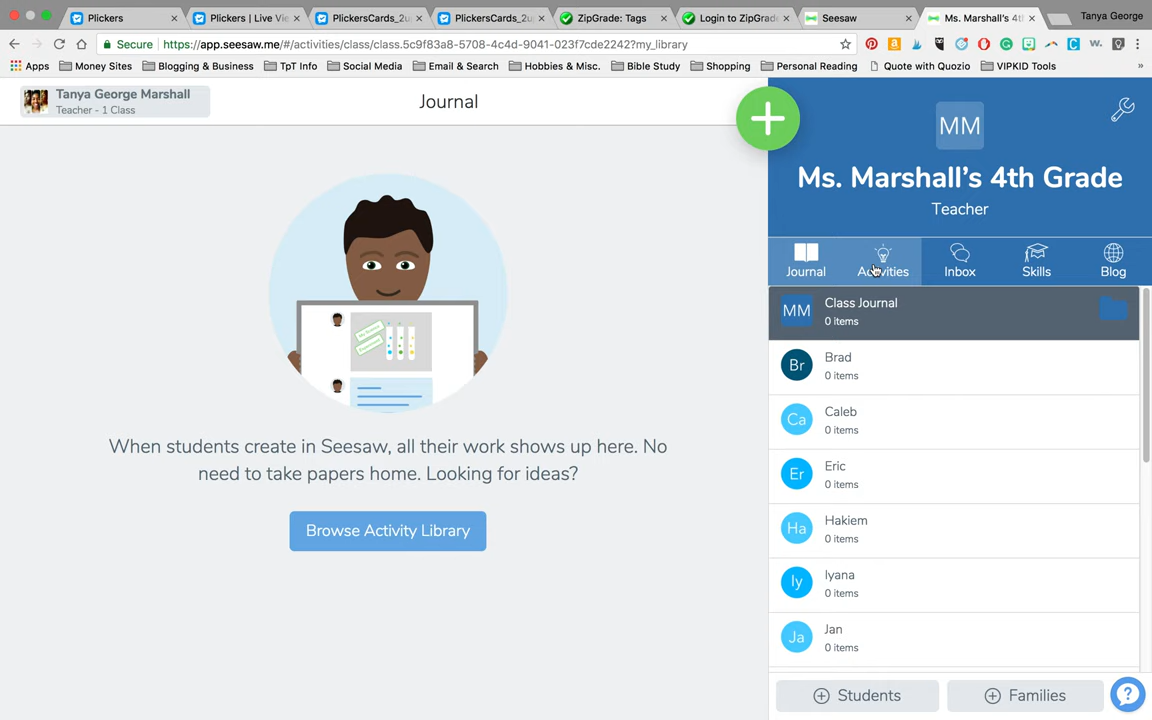 Plickers
Plickers | Live Vie
PlickersCards_2u
PlickersCards_2u
ZipGrade: Tags
Login to ZipGrade
Seesaw
Ms. Marshall's 4t
Tanya George
Secure
https://app.seesaw.me/#/activities/class/class.5c9f83a8-5708-4c4d-9041-023f7cde2242?my_library
Apps
Money Sites
Blogging & Business
TpT Info
Social Media
Email & Search
Hobbies & Misc.
Bible Study
Shopping
Personal Reading
Quote with Quozio
VIPKID Tools
»
Tanya George Marshall
Teacher - 1 Class
Journal
MM
Ms. Marshall's 4th Grade
Teacher
Journal
Activities
Inbox
Skills
Blog
MM
Class Journal
0 items
Br
Brad
0 items
Ca
Caleb
0 items
Er
Eric
0 items
Ha
Hakiem
0 items
Iy
Iyana
0 items
Ja
Jan
0 items
When students create in Seesaw, all their work shows up here. No
need to take papers home. Looking for ideas?
Browse Activity Library
Students
Families
?